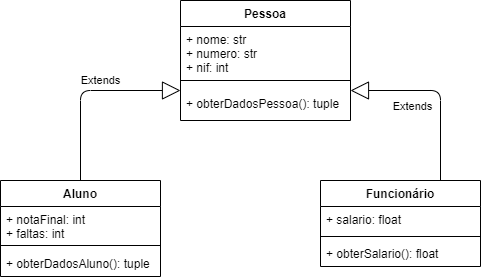 Pessoa
+ nome: str
+ numero: str
+ nif: int
+ obterDadosPessoa(): tuple
Extends
Extends
Aluno
+ notaFinal: int
+ faltas: int
+ obterDadosAluno(): tuple
Funcionário
+ salario: float
+ obterSalario(): float